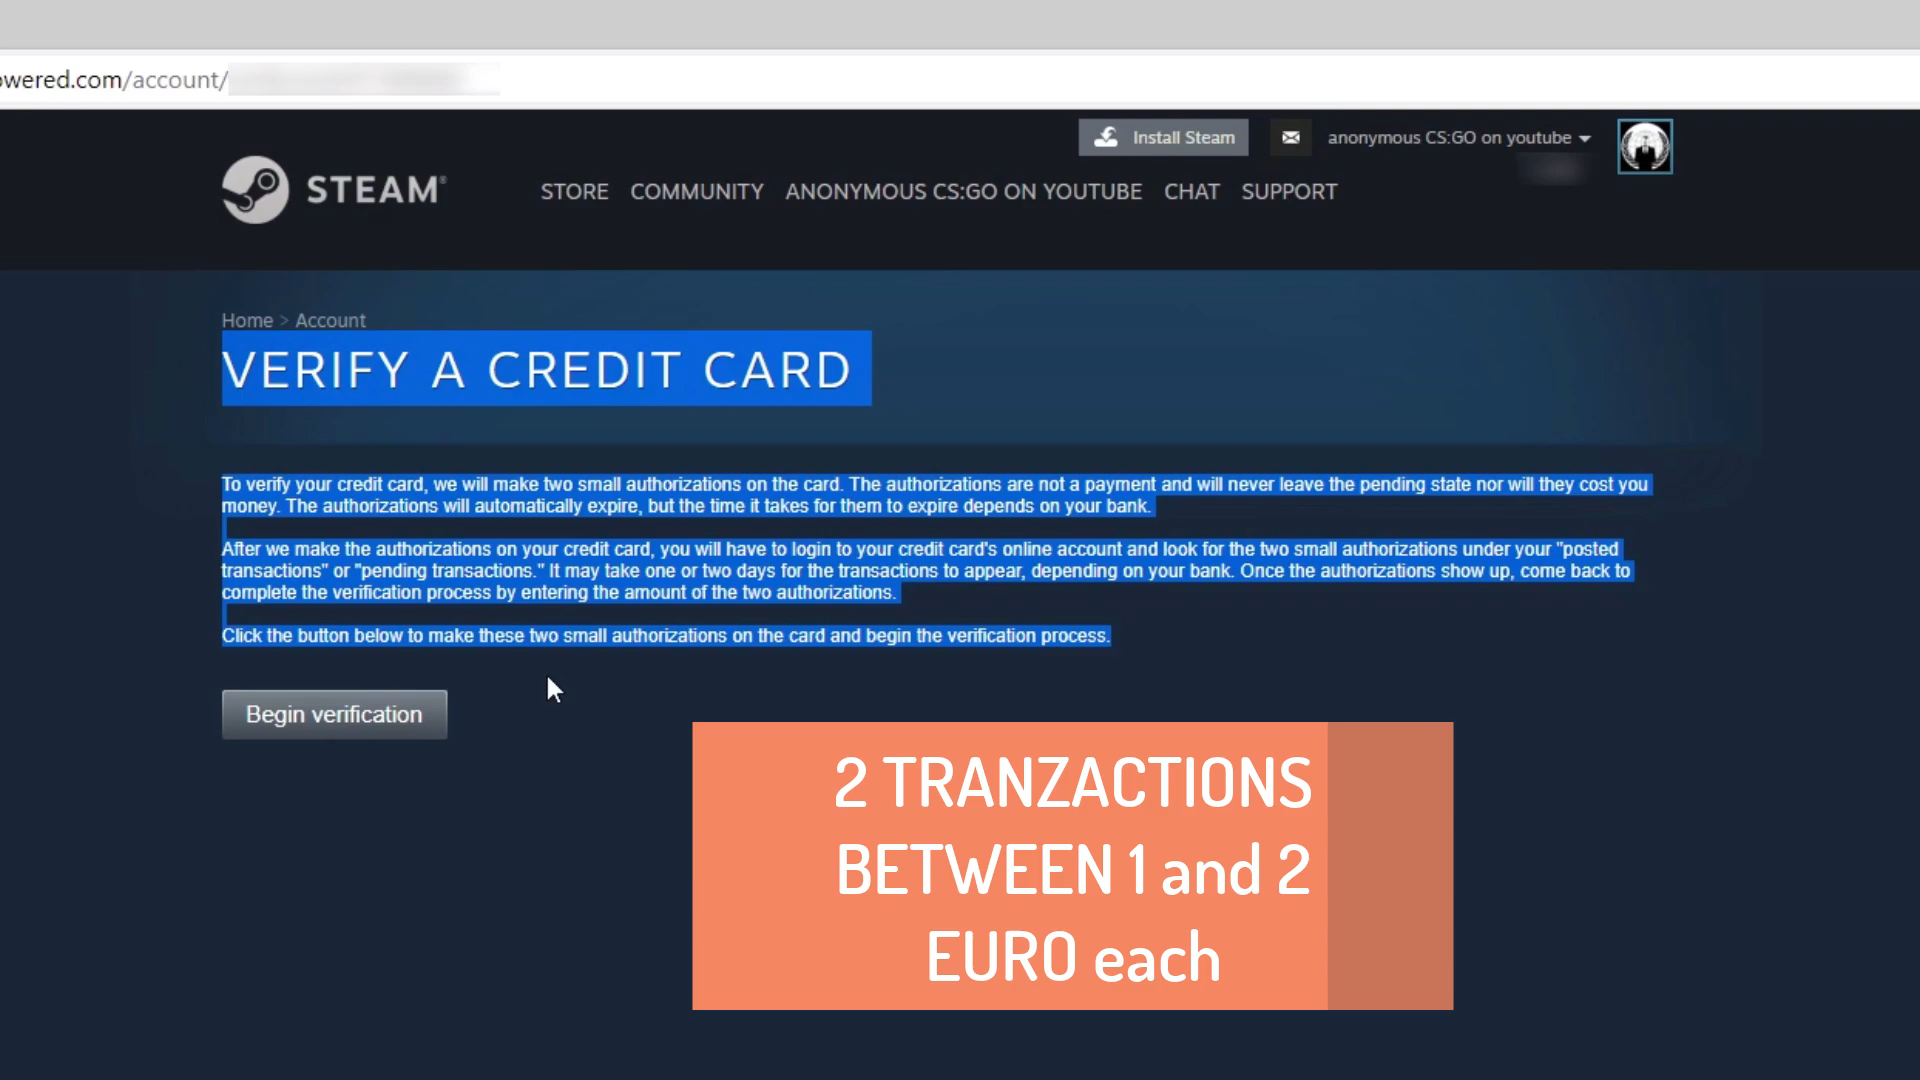 owered.com/account/
Install Steam
anonymous CS:GO on youtube
STEAM®
STORE COMMUNITY ANONYMOUS CS:GO ON YOUTUBE CHAT SUPPORT
Home > Account
VERIFY A CREDIT CARD
To verify your credit card, we will make two small authorizations on the card. The authorizations are not a payment and will never leave the pending state nor will they cost you
money. The authorizations will automatically expire, but the time it takes for them to expire depends on your bank.
After we make the authorizations on your credit card, you will have to login to your credit card's online account and look for the two small authorizations under your "posted
transactions" or "pending transactions." It may take one or two days for the transactions to appear, depending on your bank. Once the authorizations show up, come back to
complete the verification process by entering the amount of the two authorizations.
Click the button below to make these two small authorizations on the card and begin the verification process.
Begin verification
2 TRANZACTIONS
BETWEEN 1 and 2
EURO each